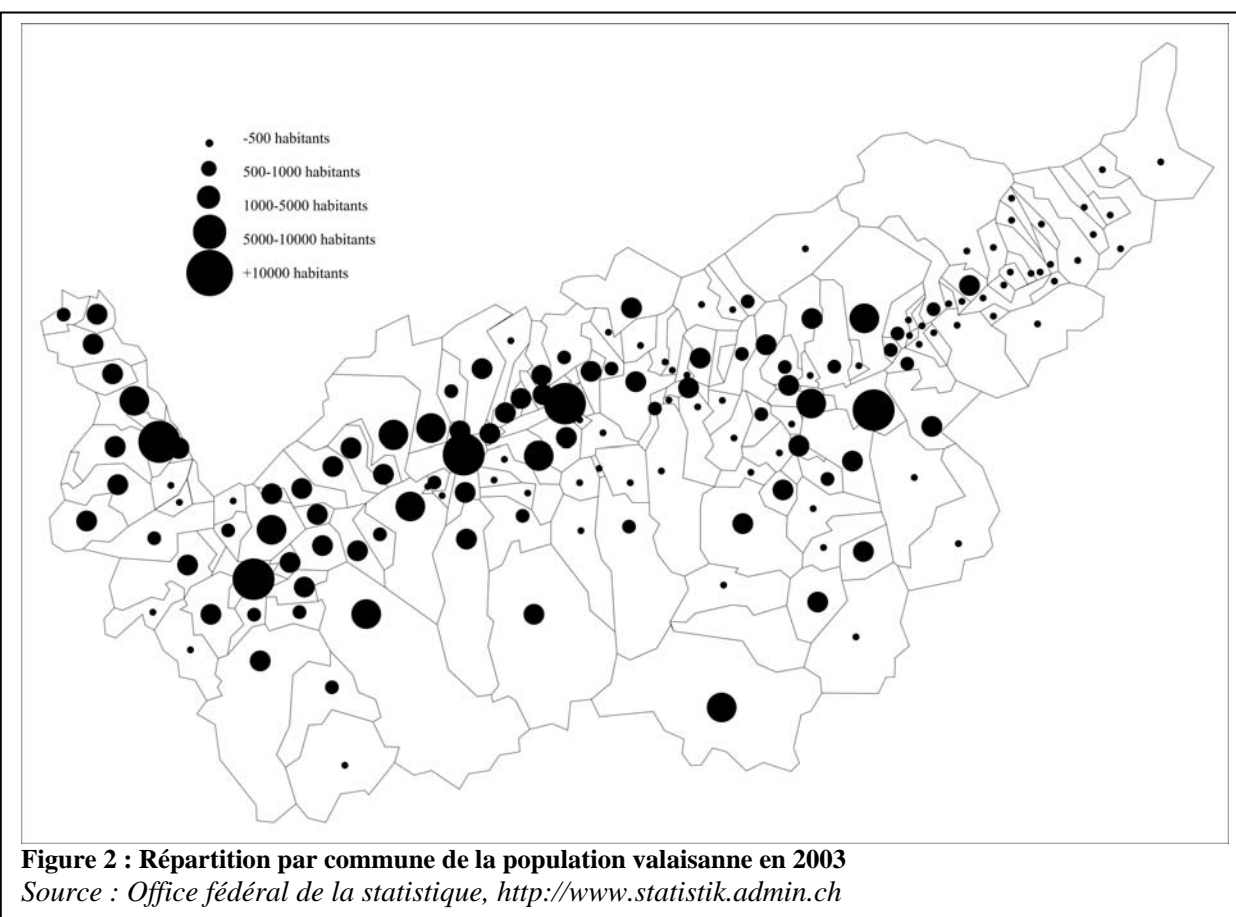 -500 habitants
500-1000 habitants
1000-5000 habitants
5000-10000 habitants
+10000 habitants
Figure 2 : Répartition par commune de la population valaisanne en 2003
Source : Office fédéral de la statistique, http://www.statistik.admin.ch